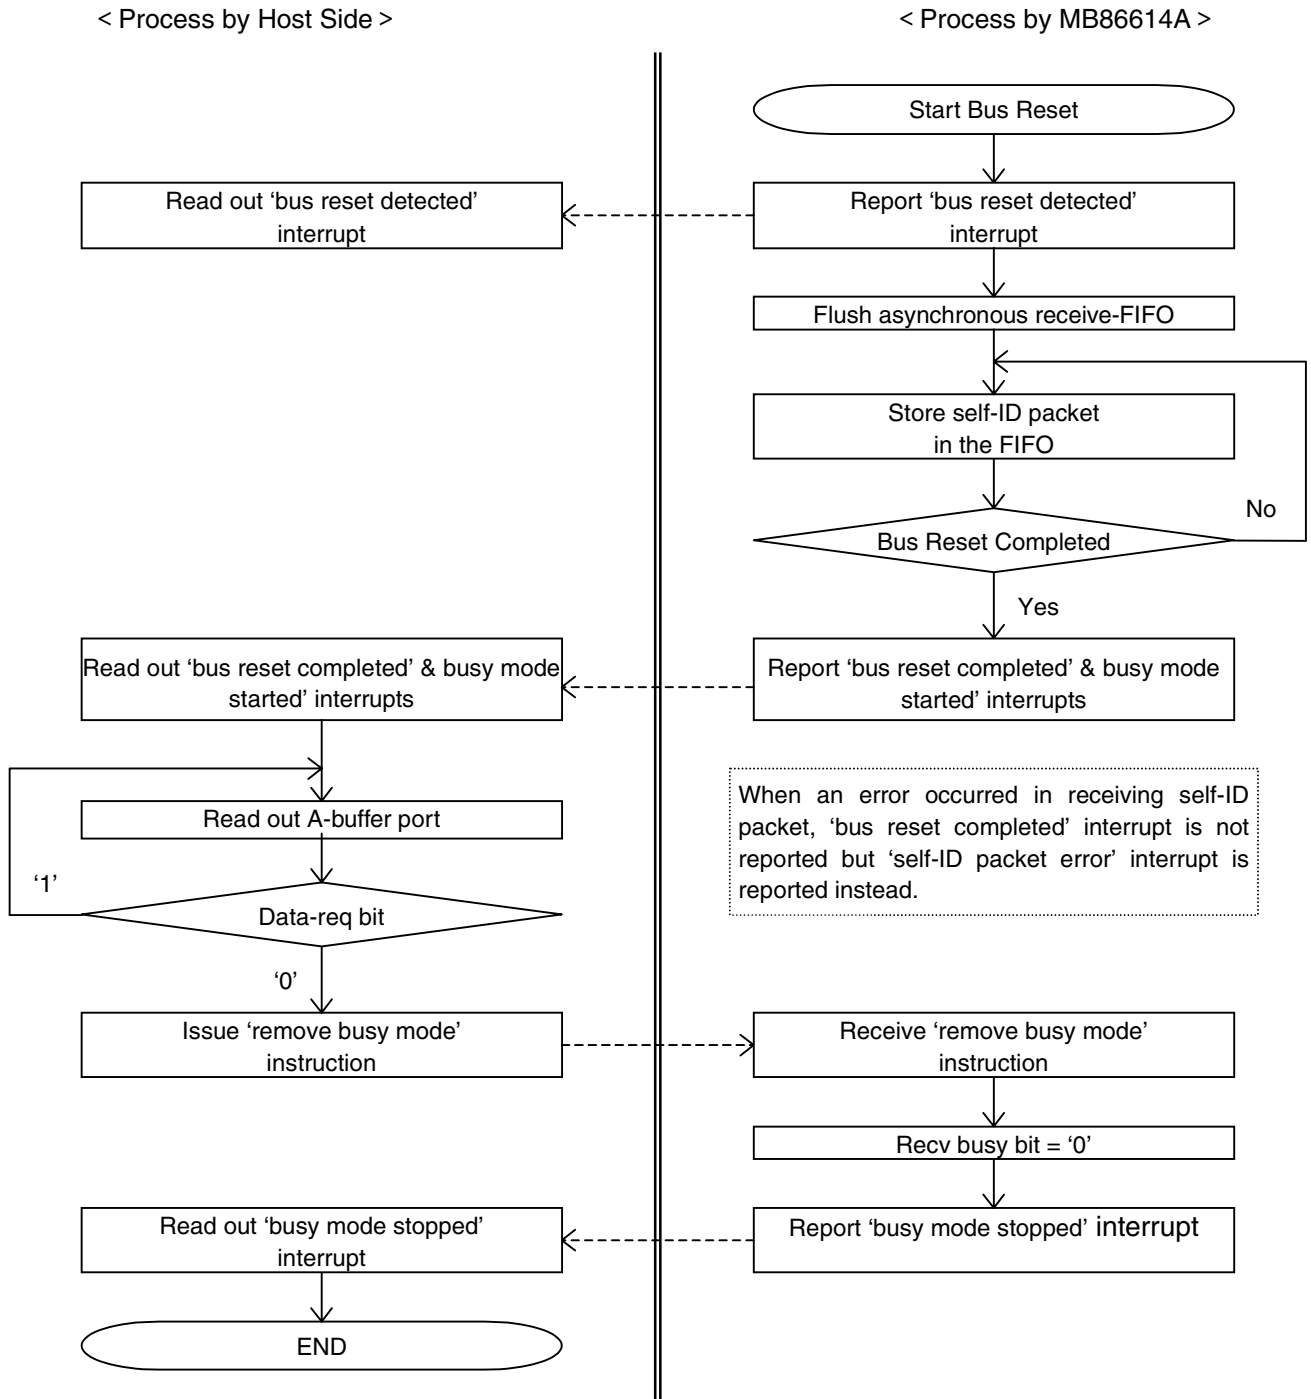 < Process by Host Side >
< Process by MB86614A >
Start Bus Reset
Read out ‘bus reset detected’
interrupt
Report ‘bus reset detected’
interrupt
Flush asynchronous receive-FIFO
Store self-ID packet
in the FIFO
No
Bus Reset Completed
Yes
Read out ‘bus reset completed’ & busy mode
started’ interrupts
Report ‘bus reset completed’ & busy mode
started’ interrupts
Read out A-buffer port
‘1’
Data-req bit
‘0’
When an error occurred in receiving self-ID
packet, ‘bus reset completed’ interrupt is not
reported but ‘self-ID packet error’ interrupt is
reported instead.
Issue ‘remove busy mode’
instruction
Receive ‘remove busy mode’
instruction
Recv busy bit = ‘0’
Read out ‘busy mode stopped’
interrupt
Report ‘busy mode stopped’ interrupt
END